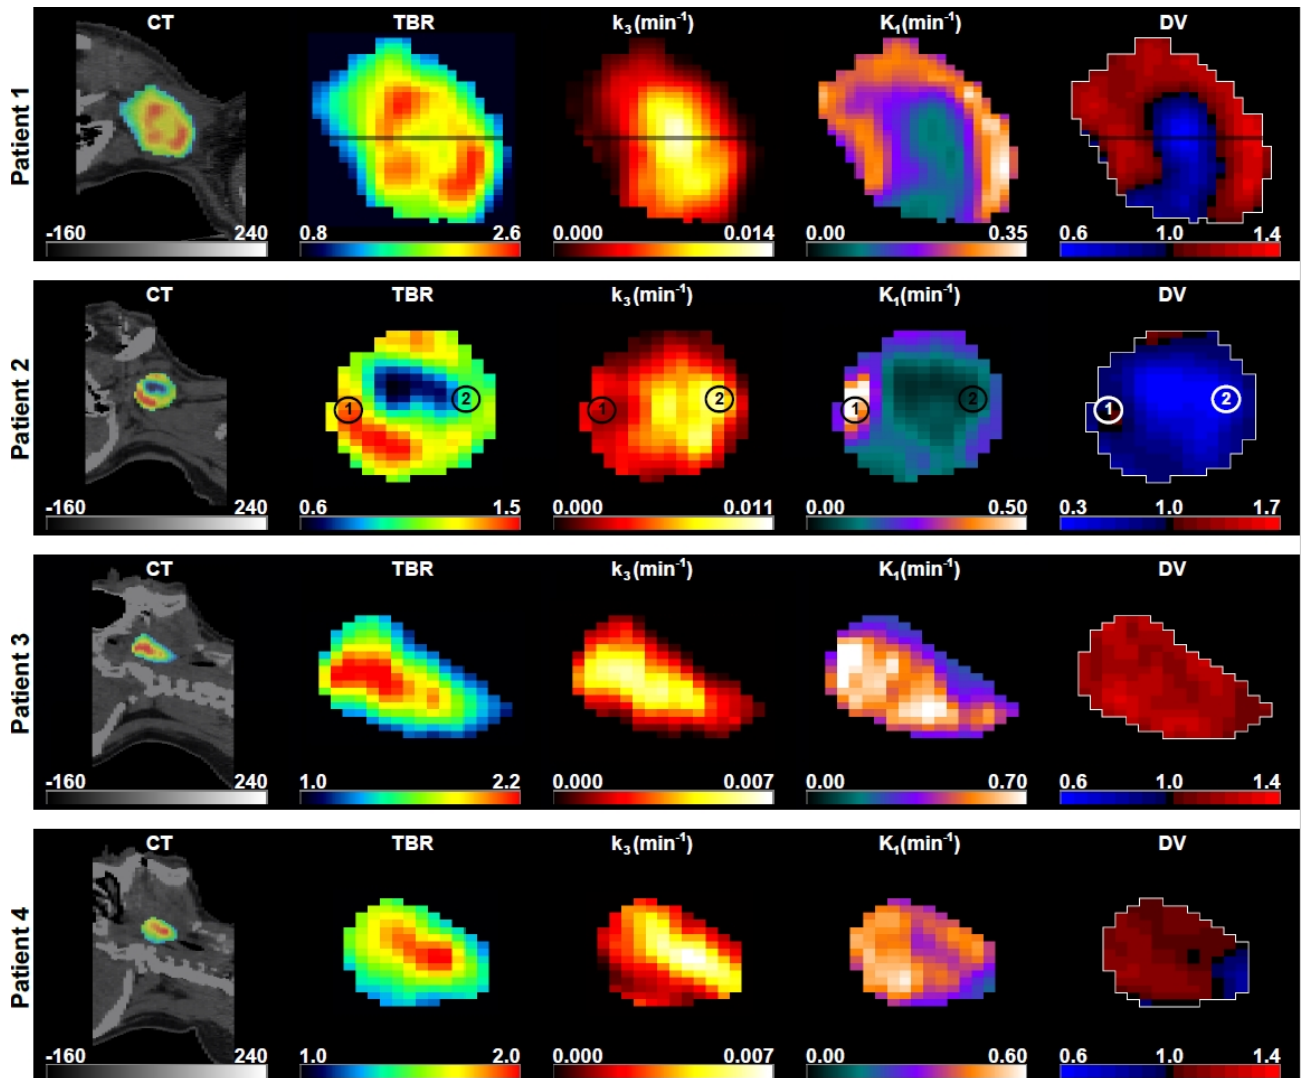 CT TBR k₃(min⁻¹) K₁(min⁻¹) DV
Patient 1
-160 240 0.8 2.6 0.000 0.014 0.00 0.35 0.6 1.0 1.4
CT TBR k₃(min⁻¹) K₁(min⁻¹) DV
Patient 2
1 2 1 2 1 2 1 2
-160 240 0.6 1.5 0.000 0.011 0.00 0.50 0.3 1.0 1.7
CT TBR k₃(min⁻¹) K₁(min⁻¹) DV
Patient 3
-160 240 1.0 2.2 0.000 0.007 0.00 0.70 0.6 1.0 1.4
CT TBR k₃(min⁻¹) K₁(min⁻¹) DV
Patient 4
-160 240 1.0 2.0 0.000 0.007 0.00 0.60 0.6 1.0 1.4